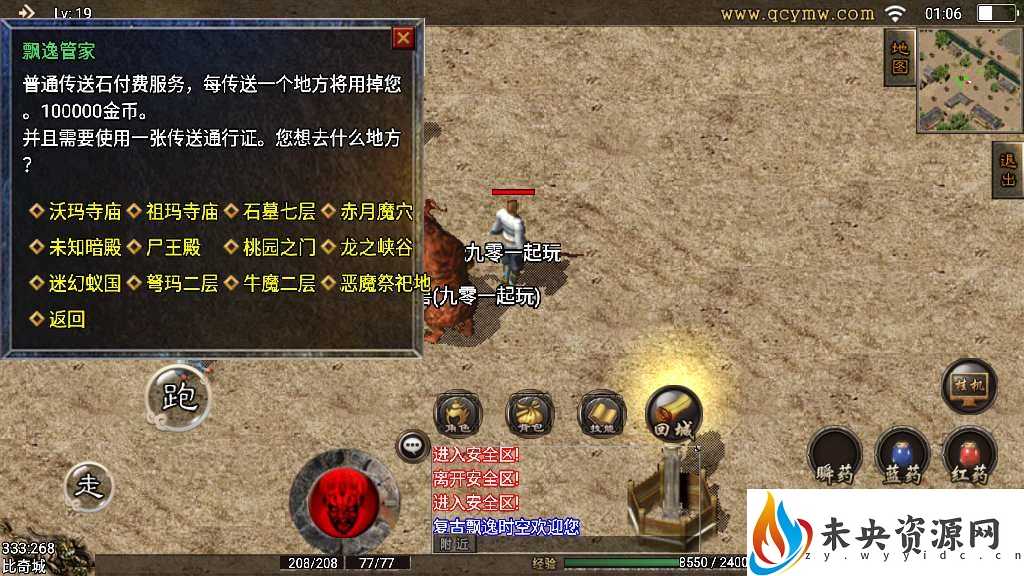 Lv:19
www.qcymw.com
01:06
飘逸管家
普通传送石付费服务，每传送一个地方将用掉您
。100000金币。
并且需要使用一张传送通行证。您想去什么地方
？
沃玛寺庙 祖玛寺庙 石墓七层 赤月魔穴
未知暗殿 尸王殿 桃园之门 龙之峡谷
迷幻蚁国 弩玛二层 牛魔二层 恶魔祭祀地
返回
地图
退出
九零一起玩
(九零一起玩)
跑
走
角色
背包
技能
回城
挂机
瞬药
蓝药
红药
进入安全区!
离开安全区!
进入安全区!
复古飘逸时空欢迎您
附近
333:268
比奇城
208/208
77/77
经验
8550 / 2400
未央资源网
zy.wyyidc.cn